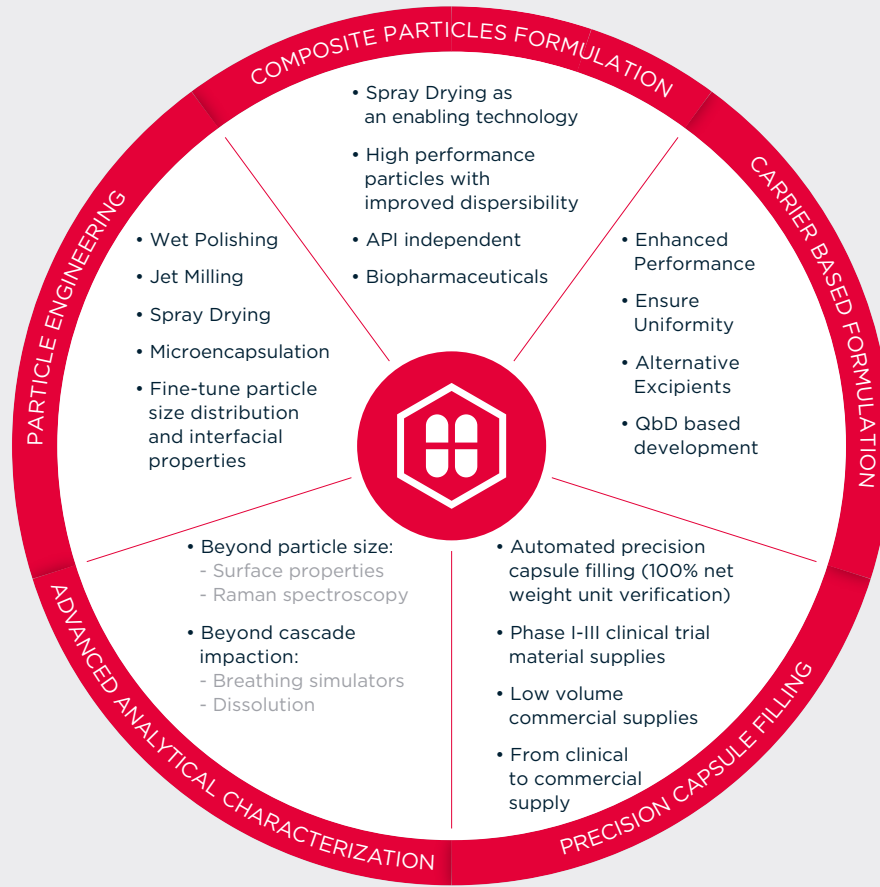 COMPOSITE PARTICLES FORMULATION
• Spray Drying as
an enabling technology
• High performance
particles with
improved dispersibility
• API independent
• Biopharmaceuticals
CARRIER BASED FORMULATION
• Enhanced
Performance
• Ensure
Uniformity
• Alternative
Excipients
• QbD based
development
PRECISION CAPSULE FILLING
• Automated precision
capsule filling (100% net
weight unit verification)
• Phase I-III clinical trial
material supplies
• Low volume
commercial supplies
• From clinical
to commercial
supply
ADVANCED ANALYTICAL CHARACTERIZATION
• Beyond particle size:
- Surface properties
- Raman spectroscopy
• Beyond cascade
impaction:
- Breathing simulators
- Dissolution
PARTICLE ENGINEERING
• Wet Polishing
• Jet Milling
• Spray Drying
• Microencapsulation
• Fine-tune particle
size distribution
and interfacial
properties